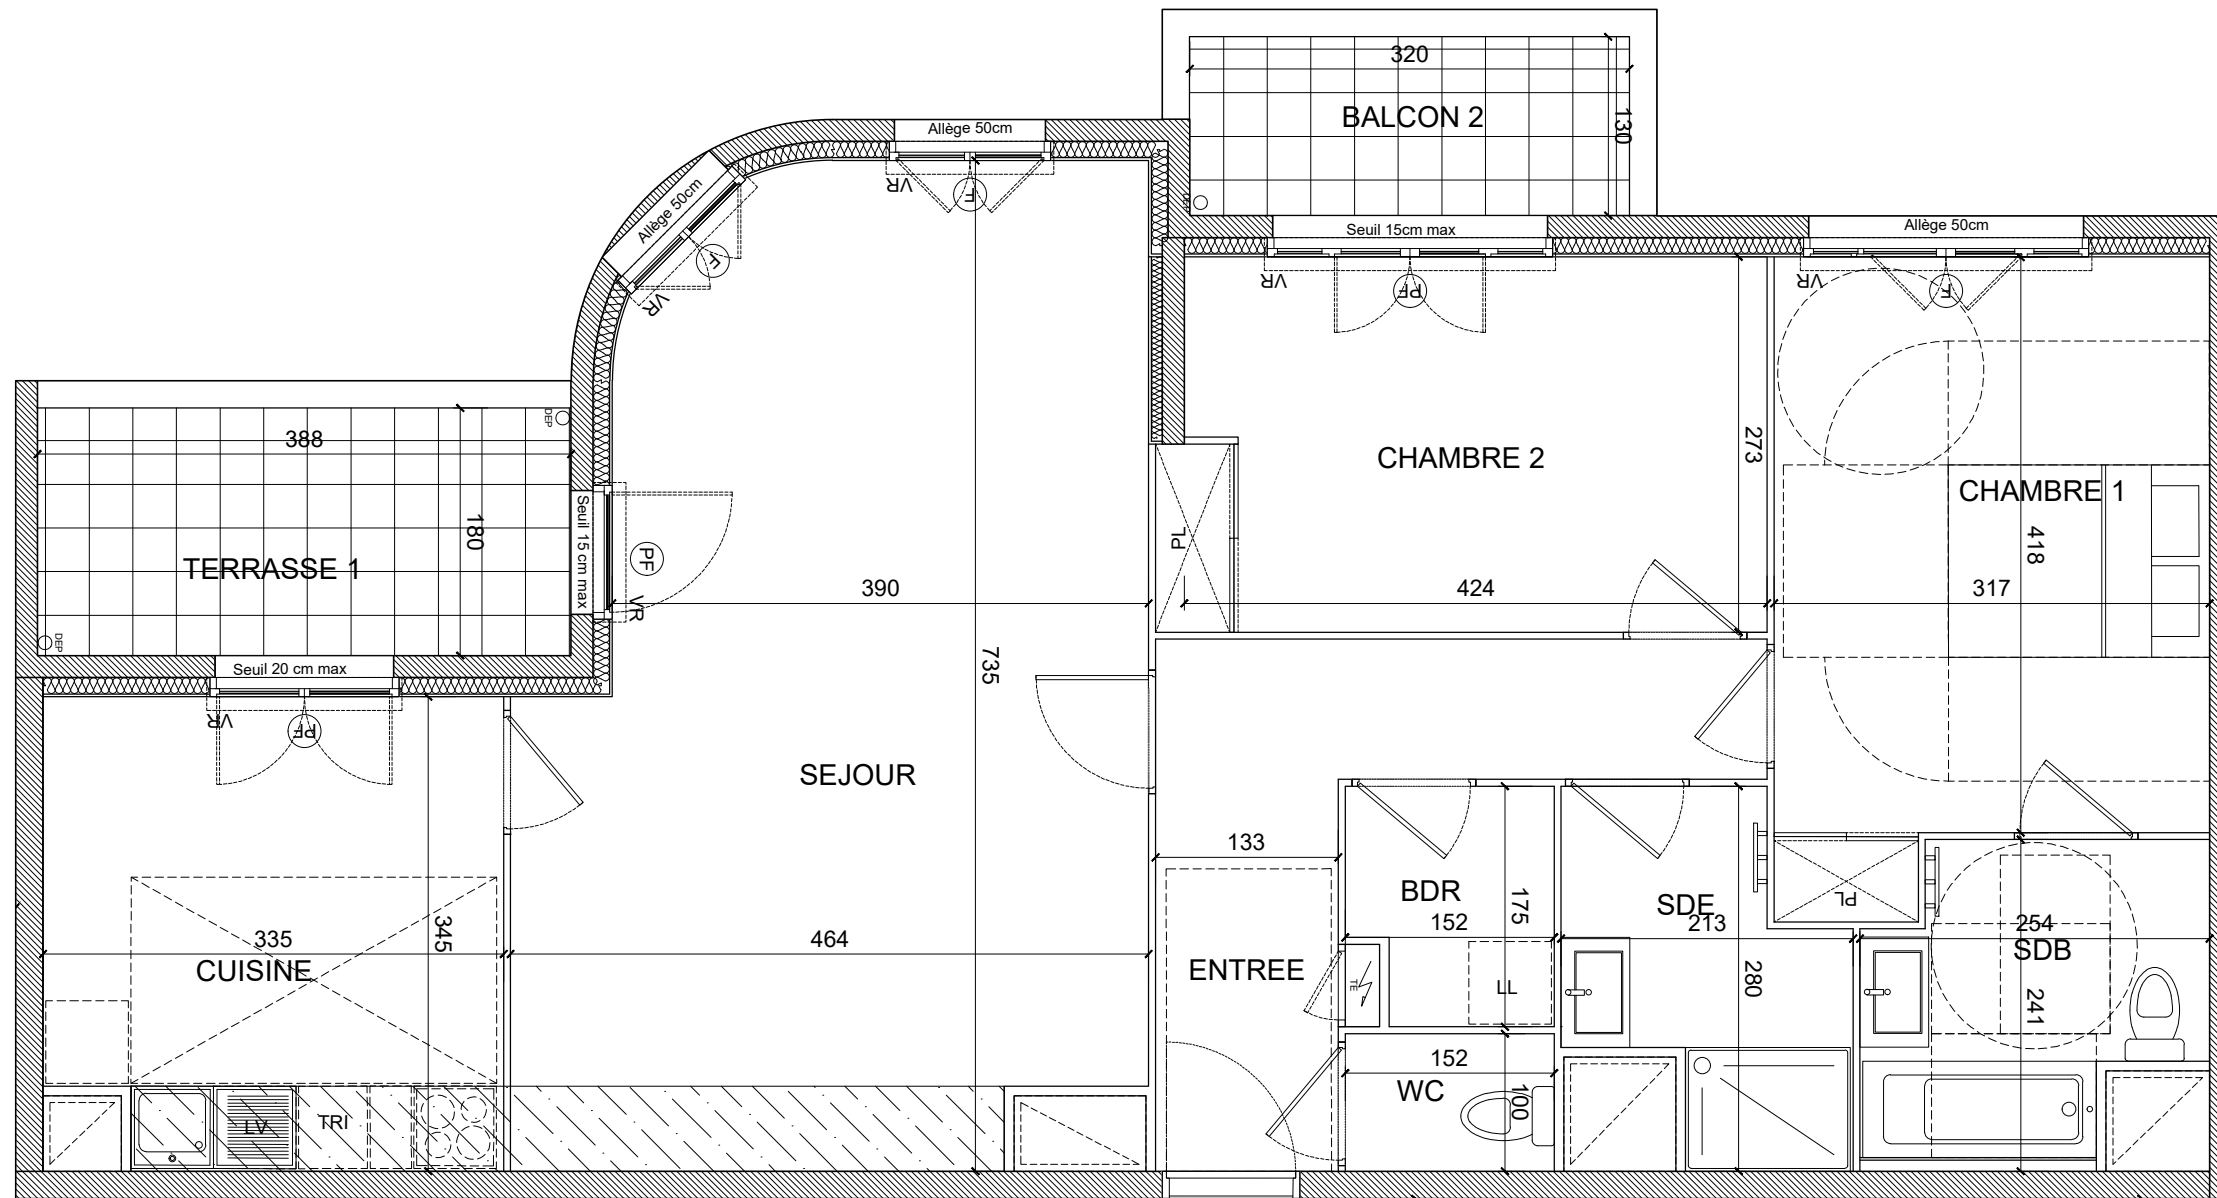 320
BALCON 2
130
DEP
Allège 50cm
VR
F
Allège 50cm
VR
F
Seuil 15cm max
VR
PF
Allège 50cm
VR
F
388
DEP
180
TERRASSE 1
DEP
Seuil 15 cm max
PF
VR
Seuil 20 cm max
VR
PF
CHAMBRE 2
273
PL
424
CHAMBRE 1
418
317
390
735
SEJOUR
133
335
345
CUISINE
464
BDR
152
175
SDE
213
280
PL
254
SDB
241
ENTREE
TE
LL
152
WC
100
LV
TRI